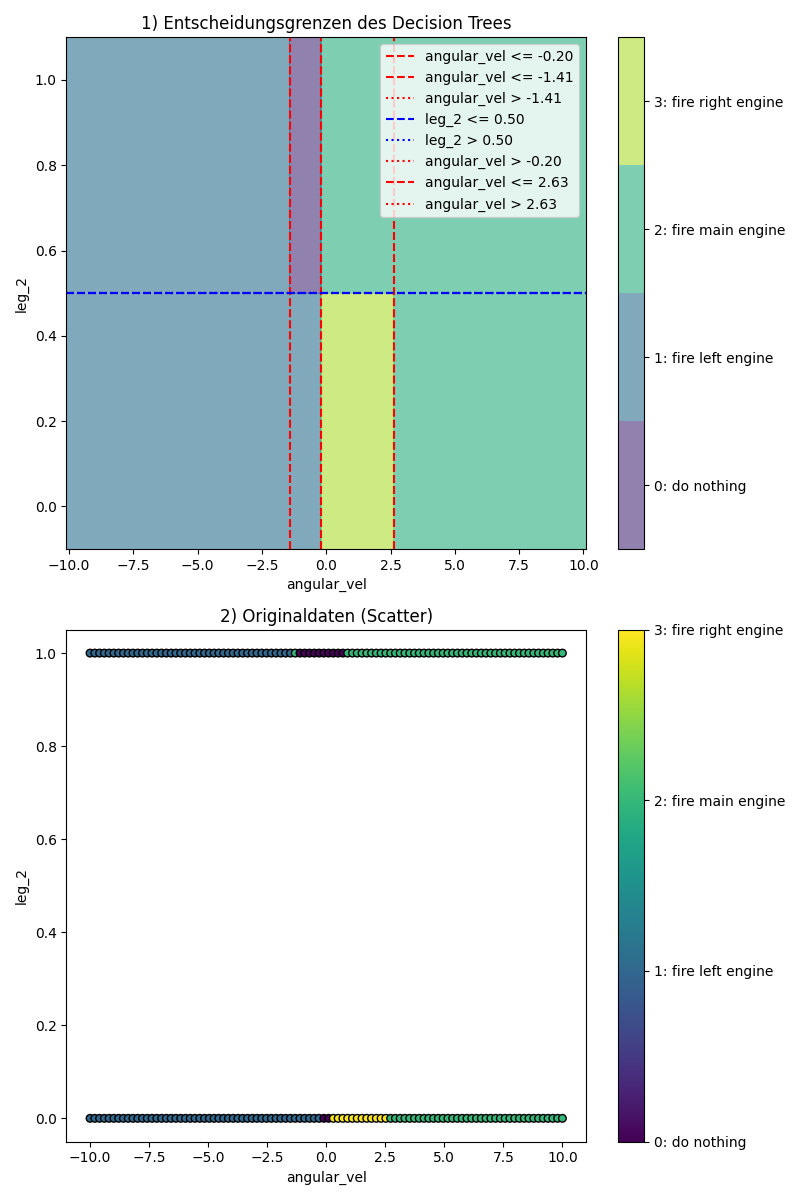 1) Entscheidungsgrenzen des Decision Trees
angular_vel <= -0.20
angular_vel <= -1.41
angular_vel > -1.41
leg_2 <= 0.50
leg_2 > 0.50
angular_vel > -0.20
angular_vel <= 2.63
angular_vel > 2.63
1.0
0.8
0.6
0.4
0.2
0.0
leg_2
−10.0 −7.5 −5.0 −2.5 0.0 2.5 5.0 7.5 10.0
angular_vel
3: fire right engine
2: fire main engine
1: fire left engine
0: do nothing
2) Originaldaten (Scatter)
1.0
0.8
0.6
0.4
0.2
0.0
leg_2
−10.0 −7.5 −5.0 −2.5 0.0 2.5 5.0 7.5 10.0
angular_vel
3: fire right engine
2: fire main engine
1: fire left engine
0: do nothing